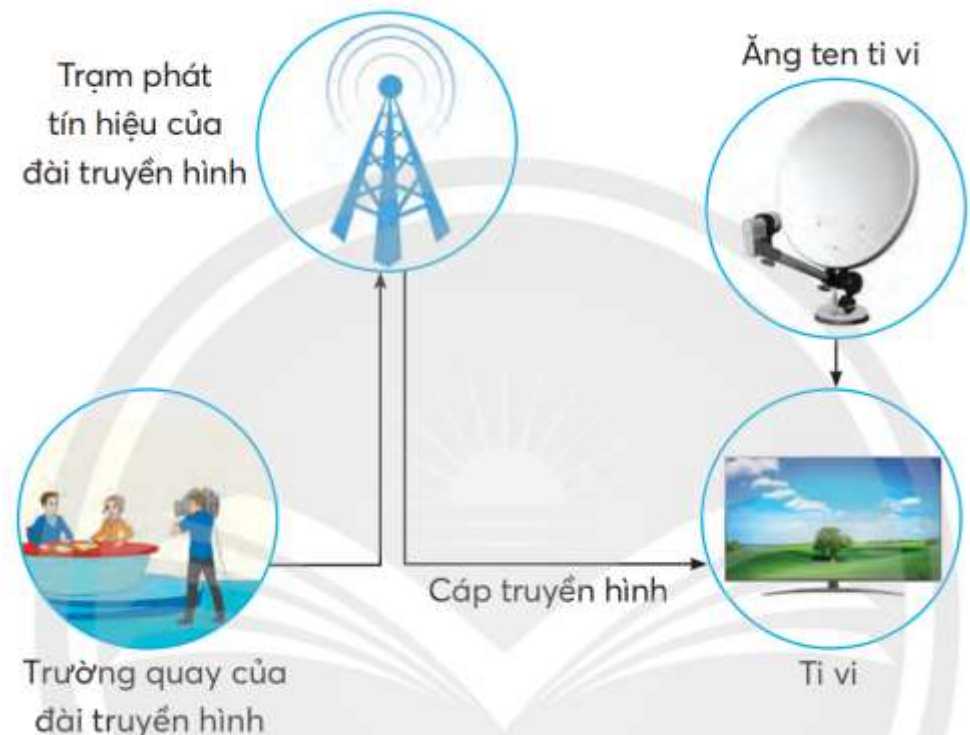 Trạm phát
tín hiệu của
đài truyền hình
Ăng ten ti vi
Cáp truyền hình
Trường quay của
đài truyền hình
Ti vi